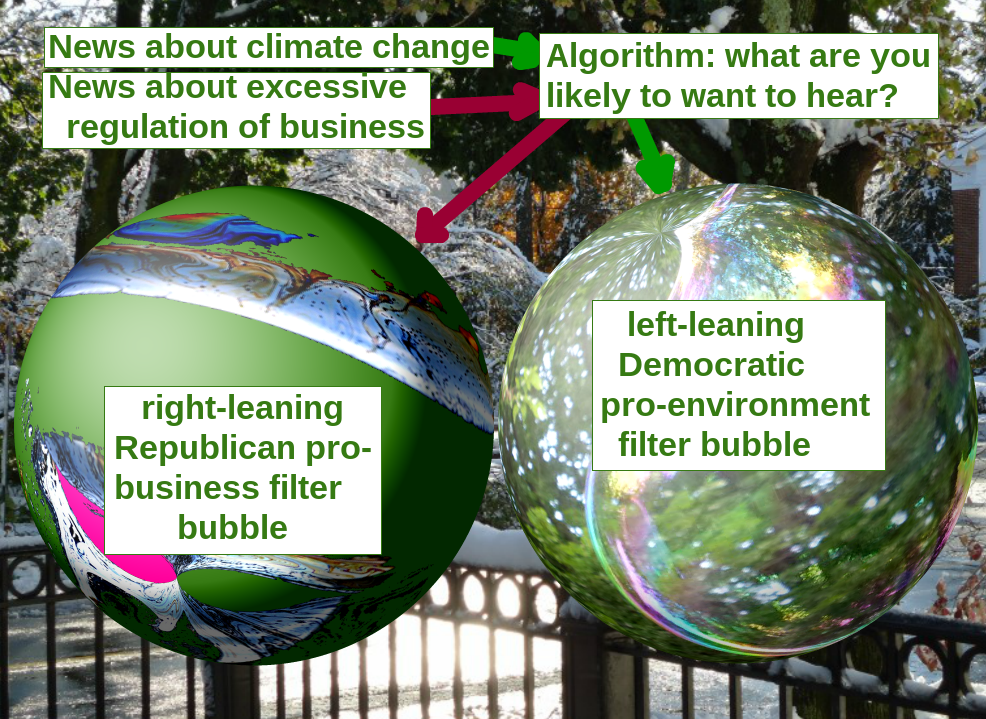 News about climate change
News about excessive
regulation of business
Algorithm: what are you
likely to want to hear?
right-leaning
Republican pro-
business filter
bubble
left-leaning
Democratic
pro-environment
filter bubble